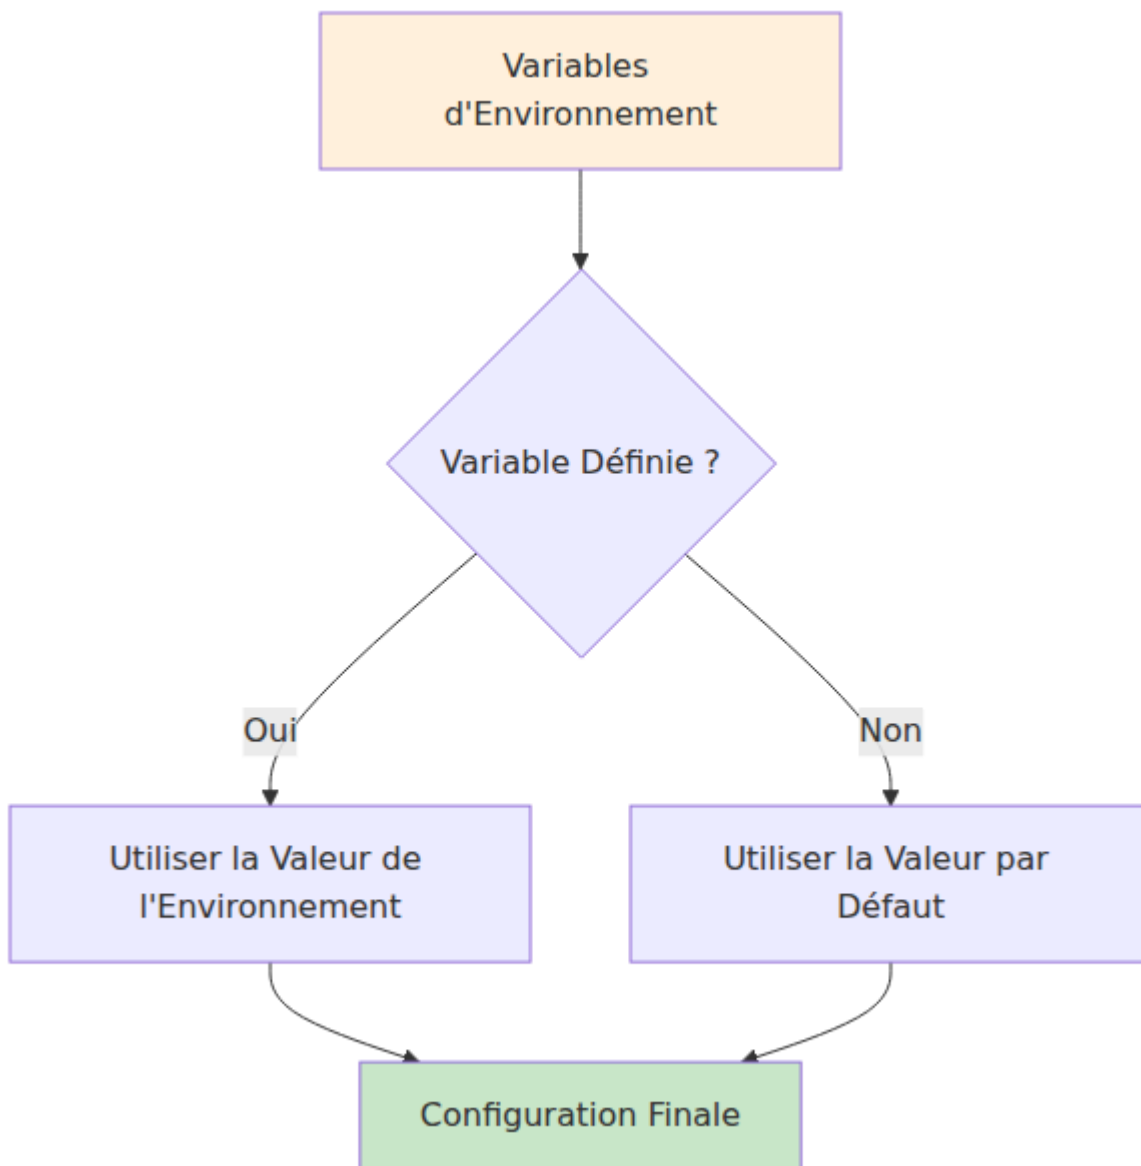 Variables
d'Environnement
Variable Définie ?
Oui
Non
Utiliser la Valeur de
l'Environnement
Utiliser la Valeur par
Défaut
Configuration Finale